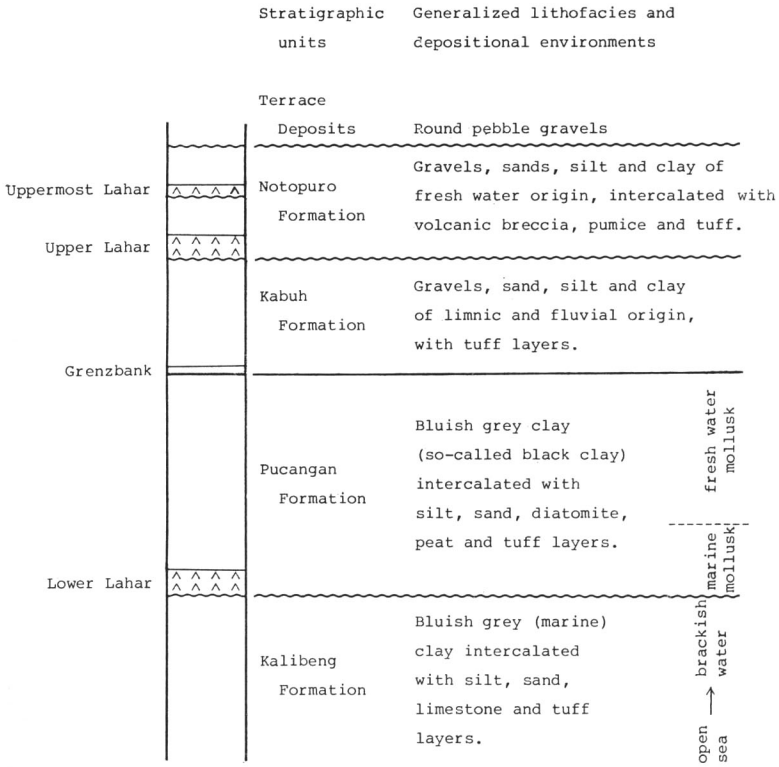 Stratigraphic units
Generalized lithofacies and depositional environments
Terrace
Deposits
Round pebble gravels
Uppermost Lahar
Upper Lahar
Notopuro
Formation
Gravels, sands, silt and clay of
fresh water origin, intercalated with
volcanic breccia, pumice and tuff.
Kabuh
Formation
Gravels, sand, silt and clay
of limnic and fluvial origin,
with tuff layers.
Grenzbank
Pucangan
Formation
Bluish grey clay
(so-called black clay)
intercalated with
silt, sand, diatomite,
peat and tuff layers.
fresh water
mollusk
marine
mollusk
Lower Lahar
Kalibeng
Formation
Bluish grey (marine)
clay intercalated
with silt, sand,
limestone and tuff
layers.
open sea → brackish water